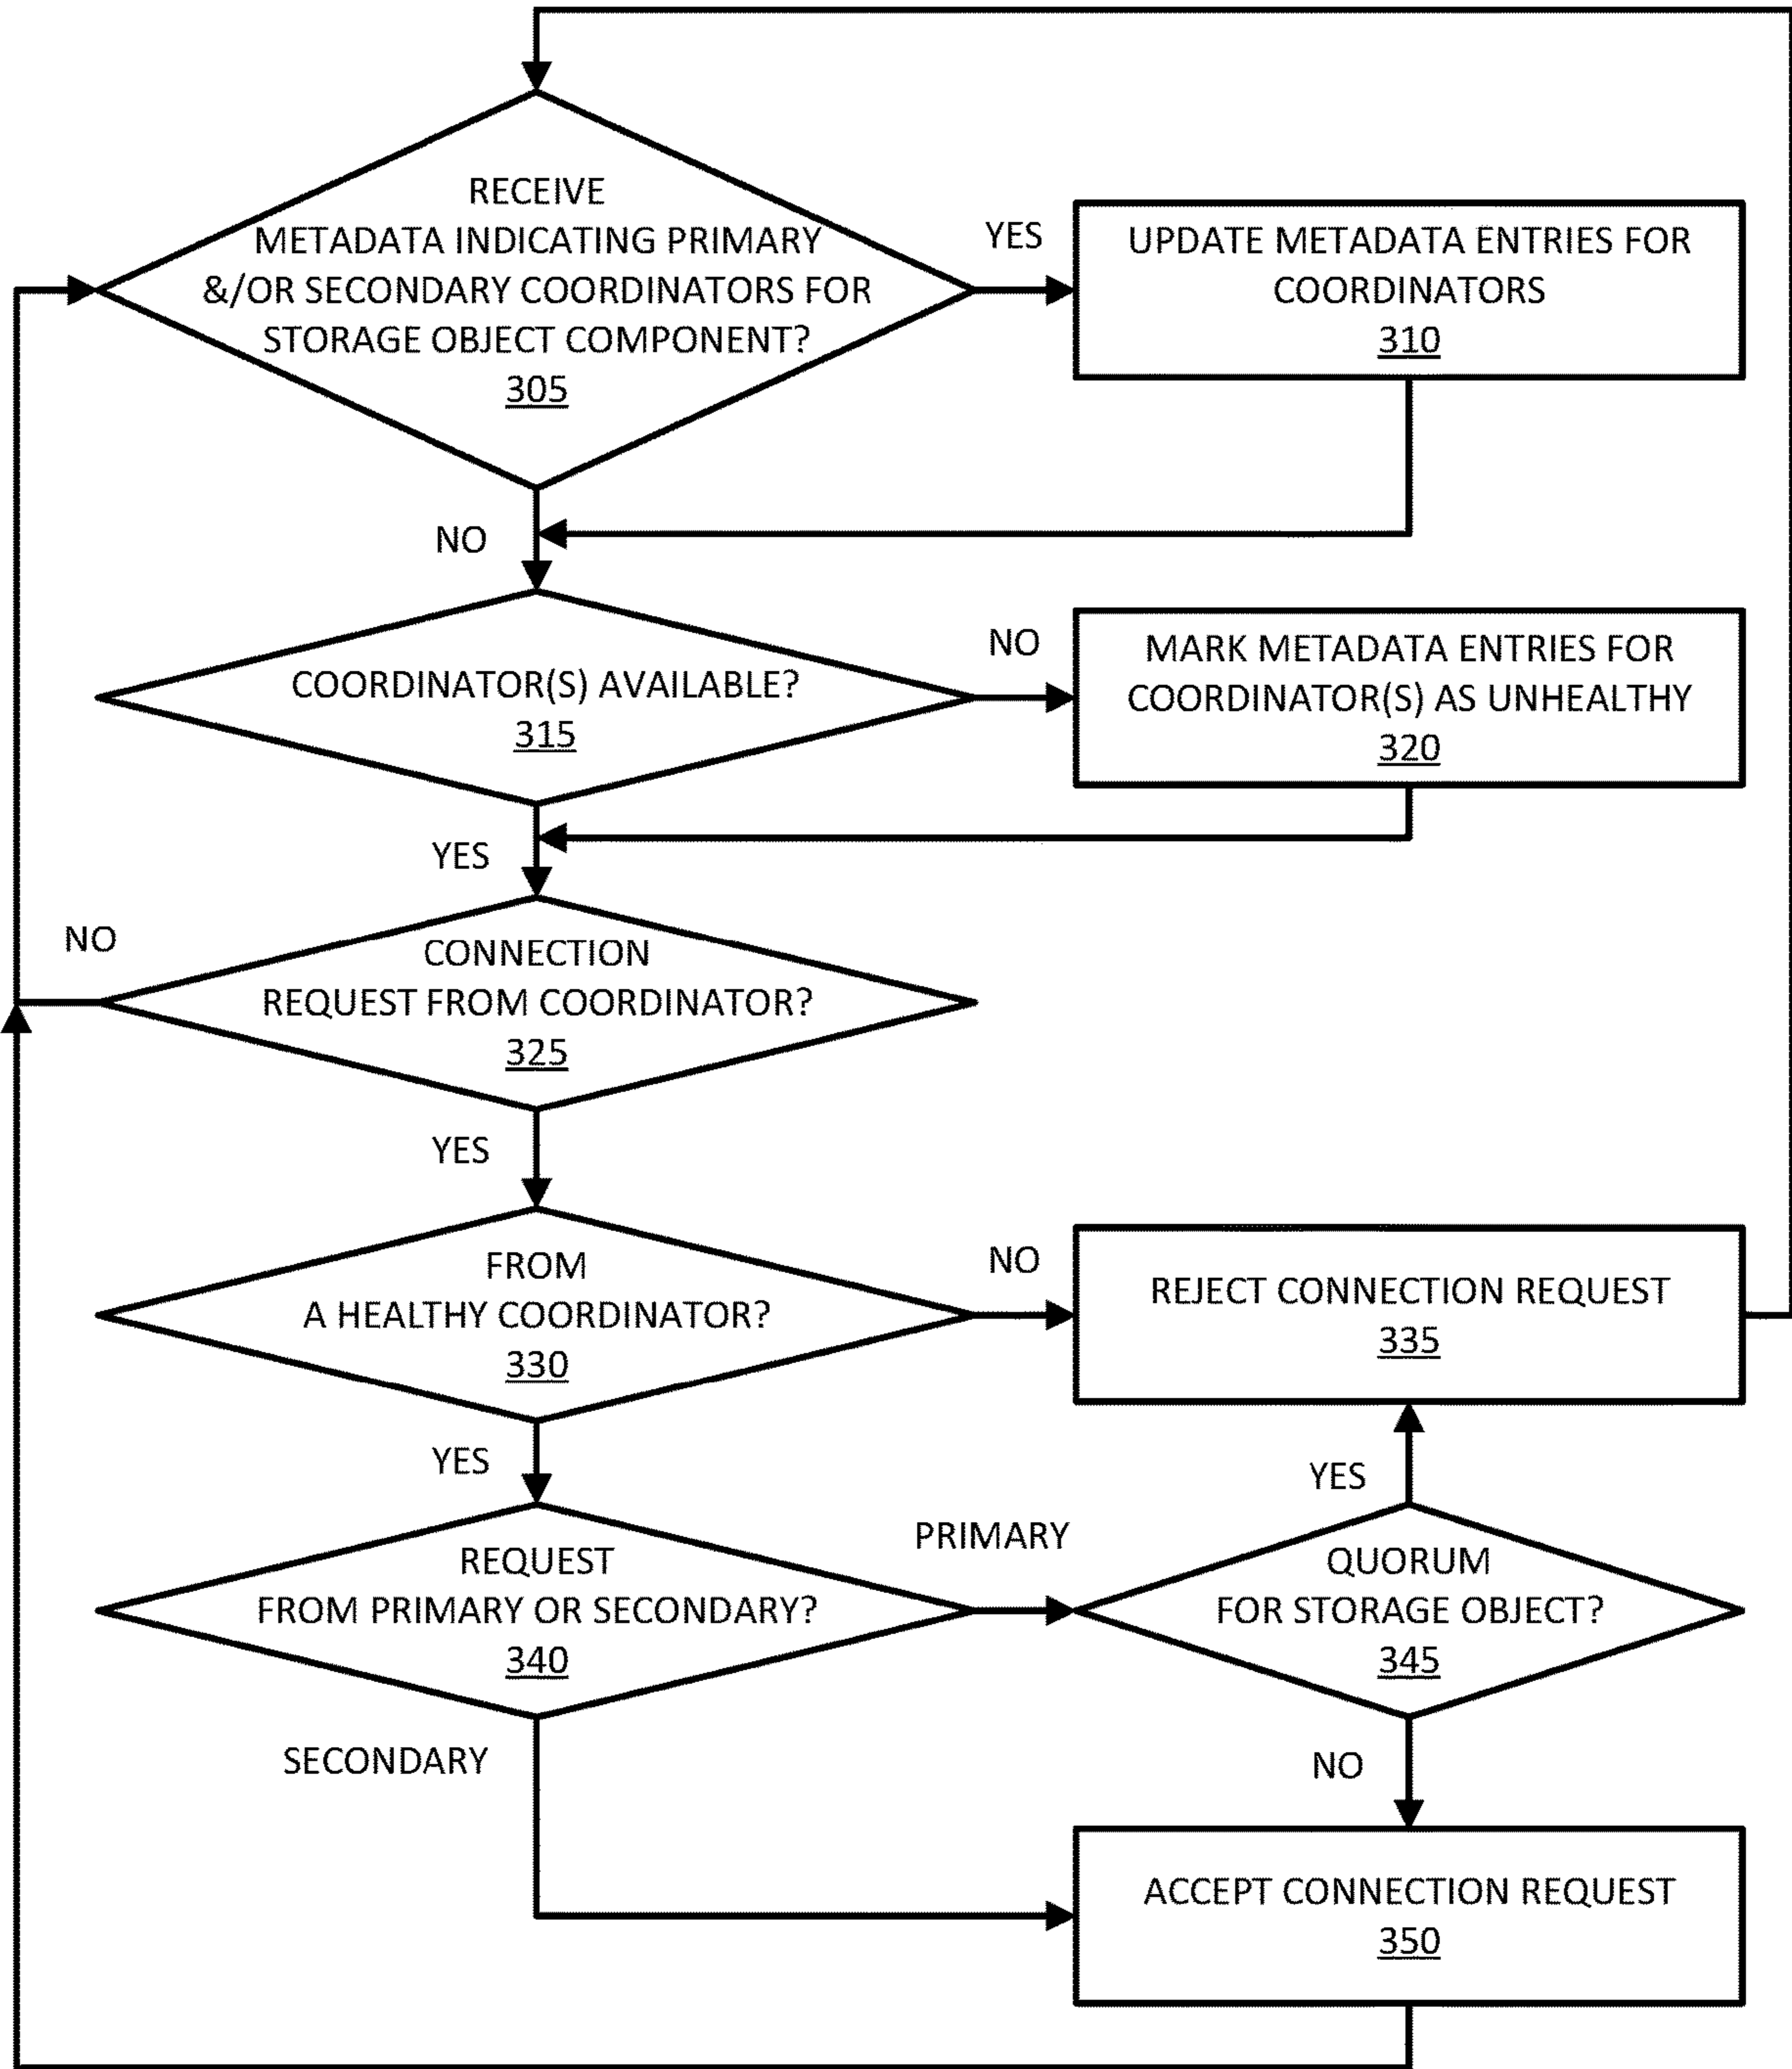 RECEIVE
METADATA INDICATING PRIMARY
&/OR SECONDARY COORDINATORS FOR
STORAGE OBJECT COMPONENT?
305
YES
UPDATE METADATA ENTRIES FOR
COORDINATORS
310
NO
COORDINATOR(S) AVAILABLE?
315
NO
MARK METADATA ENTRIES FOR
COORDINATOR(S) AS UNHEALTHY
320
YES
NO
CONNECTION
REQUEST FROM COORDINATOR?
325
YES
FROM
A HEALTHY COORDINATOR?
330
NO
REJECT CONNECTION REQUEST
335
YES
YES
REQUEST
FROM PRIMARY OR SECONDARY?
340
PRIMARY
QUORUM
FOR STORAGE OBJECT?
345
SECONDARY
NO
ACCEPT CONNECTION REQUEST
350